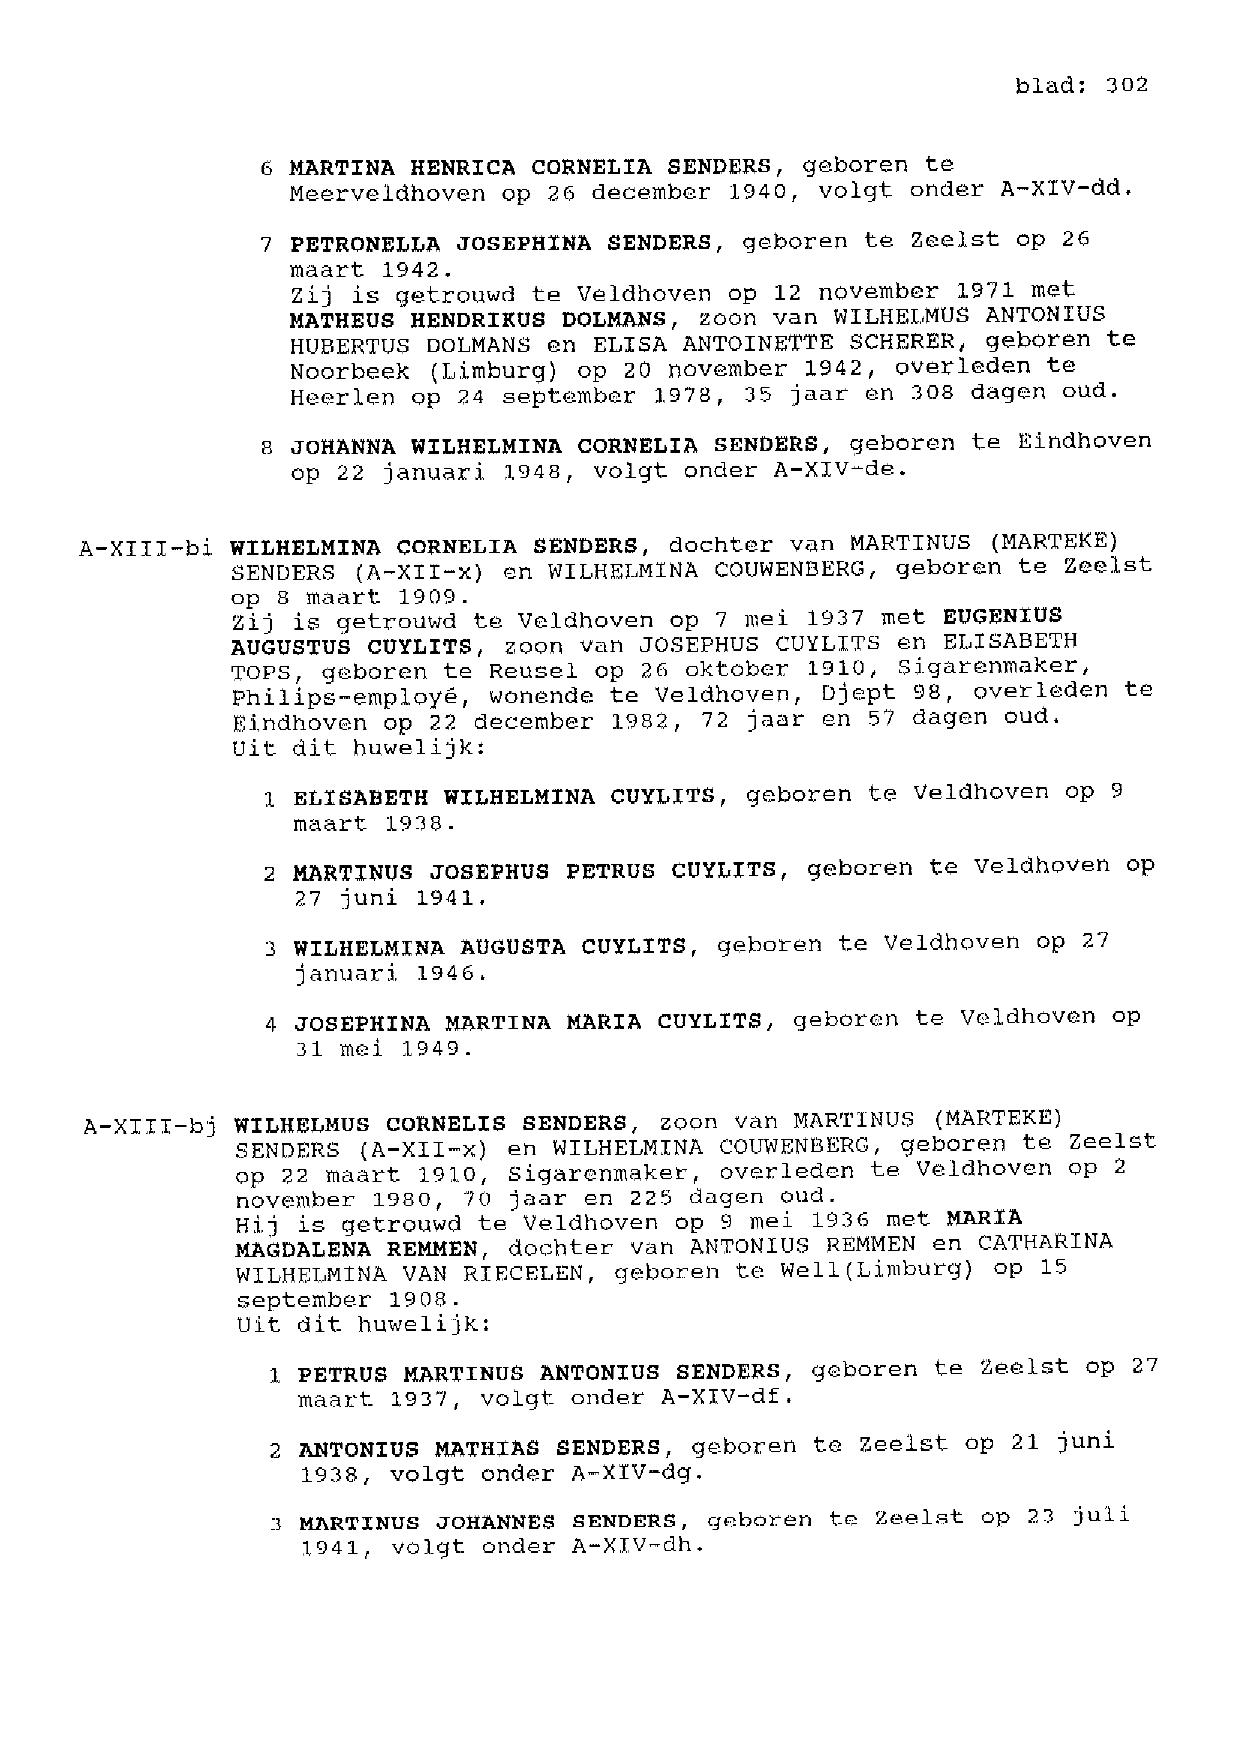 blad: 302
6 MARTINA HENRICA CORNELIA SENDERS, geboren te
Meerveldhoven op 26 december 1940, volgt onder A-XIV-dd.
7 PETRONELLA JOSEPHINA SENDERS, geboren te Zeelst op 26
maart 1942.
Zij is getrouwd te Veldhoven op 12 november 1971 met
MATHEUS HENDRIKUS DOLMANS, zoon van WILHELMUS ANTONIUS
HUBERTUS DOLMANS en ELISA ANTOINETTE SCHERER, geboren te
Noorbeek (Limburg) op 20 november 1942, overleden te
Heerlen op 24 september 1978, 35 jaar en 308 dagen oud.
8 JOHANNA WILHELMINA CORNELIA SENDERS, geboren te Eindhoven
op 22 januari 1948, volgt onder A-XIV-de.
A-XIII-bi WILHELMINA CORNELIA SENDERS, dochter van MARTINUS (MARTEKE)
SENDERS (A-XII-x) en WILHELMINA COUWENBERG, geboren te Zeelst
op 8 maart 1909.
Zij is getrouwd te Veldhoven op 7 mei 1937 met EUGENIUS
AUGUSTUS CUYLITS, zoon van JOSEPHUS CUYLITS en ELISABETH
TOPS, geboren te Reusel op 26 oktober 1910, Sigarenmaker,
Philips-employé, wonende te Veldhoven, Djept 98, overleden te
Eindhoven op 22 december 1982, 72 jaar en 57 dagen oud.
Uit dit huwelijk:
1 ELISABETH WILHELMINA CUYLITS, geboren te Veldhoven op 9
maart 1938.
2 MARTINUS JOSEPHUS PETRUS CUYLITS, geboren te Veldhoven op
27 juni 1941.
3 WILHELMINA AUGUSTA CUYLITS, geboren te Veldhoven op 27
januari 1946.
4 JOSEPHINA MARTINA MARIA CUYLITS, geboren te Veldhoven op
31 mei 1949.
A-XIII-bj WILHELMUS CORNELIS SENDERS, zoon van MARTINUS (MARTEKE)
SENDERS (A-XII-x) en WILHELMINA COUWENBERG, geboren te Zeelst
op 22 maart 1910, Sigarenmaker, overleden te Veldhoven op 2
november 1980, 70 jaar en 225 dagen oud.
Hij is getrouwd te Veldhoven op 9 mei 1936 met MARIA
MAGDALENA REMMEN, dochter van ANTONIUS REMMEN en CATHARINA
WILHELMINA VAN RIECELEN, geboren te Well(Limburg) op 15
september 1908.
Uit dit huwelijk:
1 PETRUS MARTINUS ANTONIUS SENDERS, geboren te Zeelst op 27
maart 1937, volgt onder A-XIV-df.
2 ANTONIUS MATHIAS SENDERS, geboren te Zeelst op 21 juni
1938, volgt onder A-XIV-dg.
3 MARTINUS JOHANNES SENDERS, geboren te Zeelst op 23 juli
1941, volgt onder A-XIV-dh.